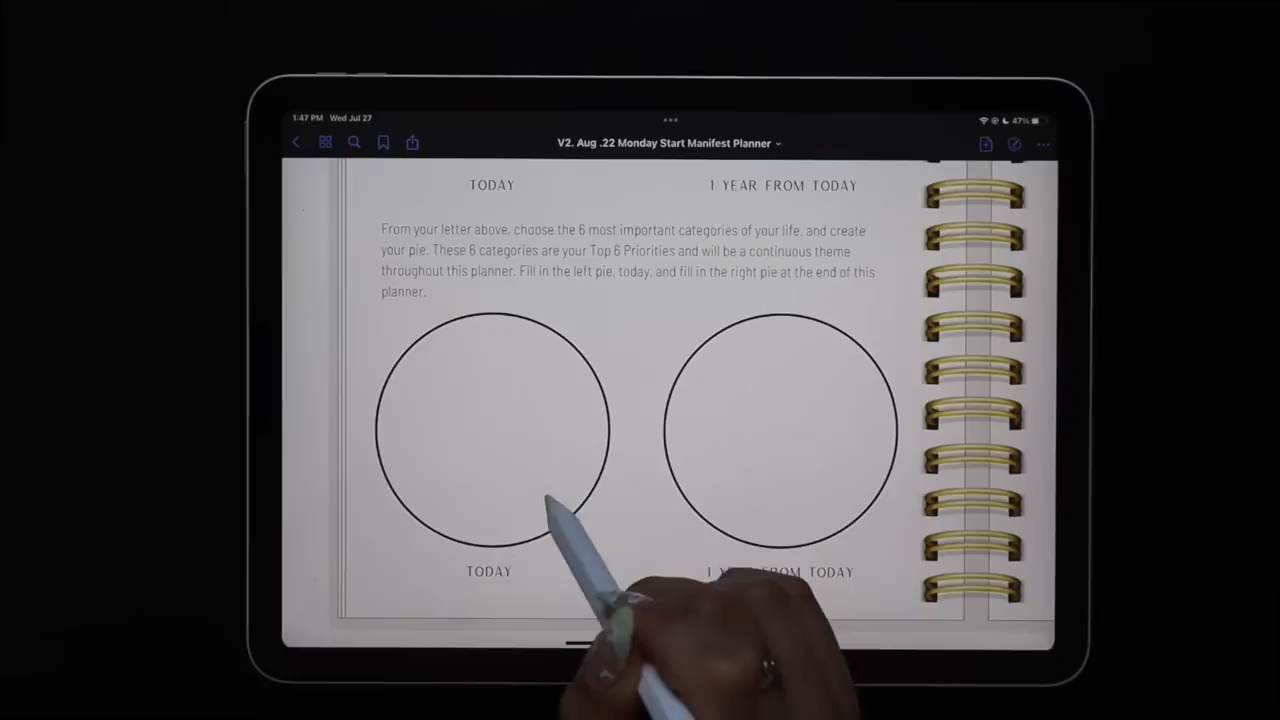 1:47 PM Wed Jul 27
47%
V2. Aug .22 Monday Start Manifest Planner
TODAY
1 YEAR FROM TODAY
From your letter above, choose the 6 most important categories of your life, and create
your pie. These 6 categories are your Top 6 Priorities and will be a continuous theme
throughout this planner. Fill in the left pie, today, and fill in the right pie at the end of this
planner.
TODAY
1 YEAR FROM TODAY